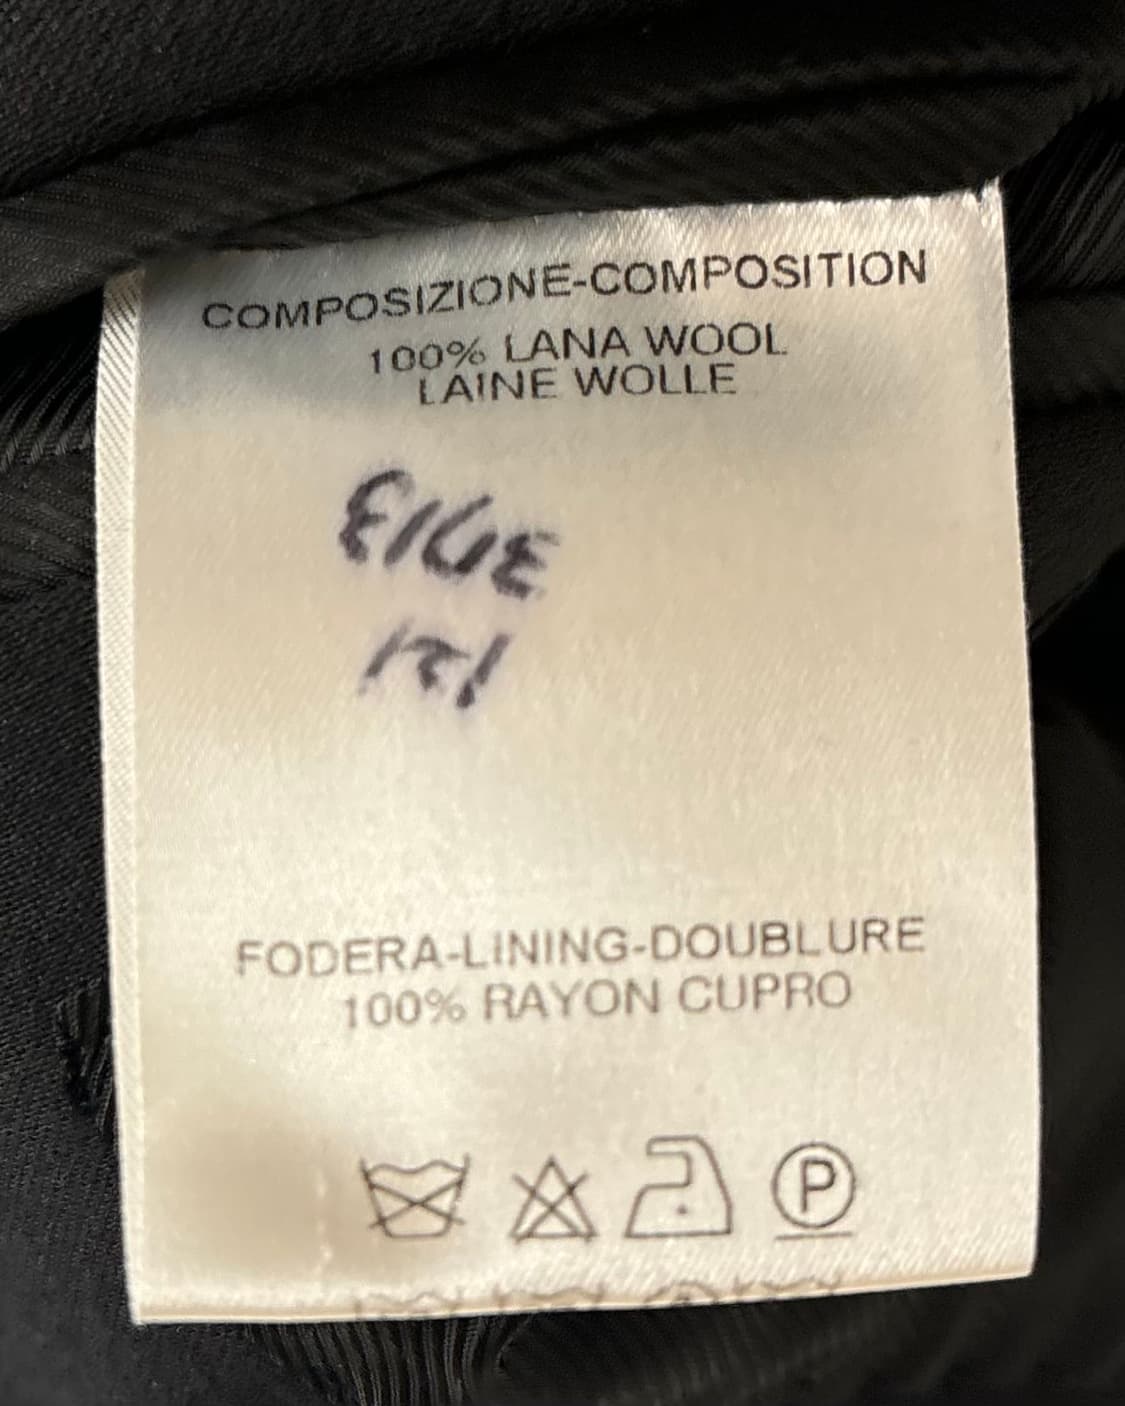 COMPOSIZIONE-COMPOSITION
100% LANA WOOL
LAINE WOLLE
FODERA-LINING-DOUBLURE
100% RAYON CUPRO
P